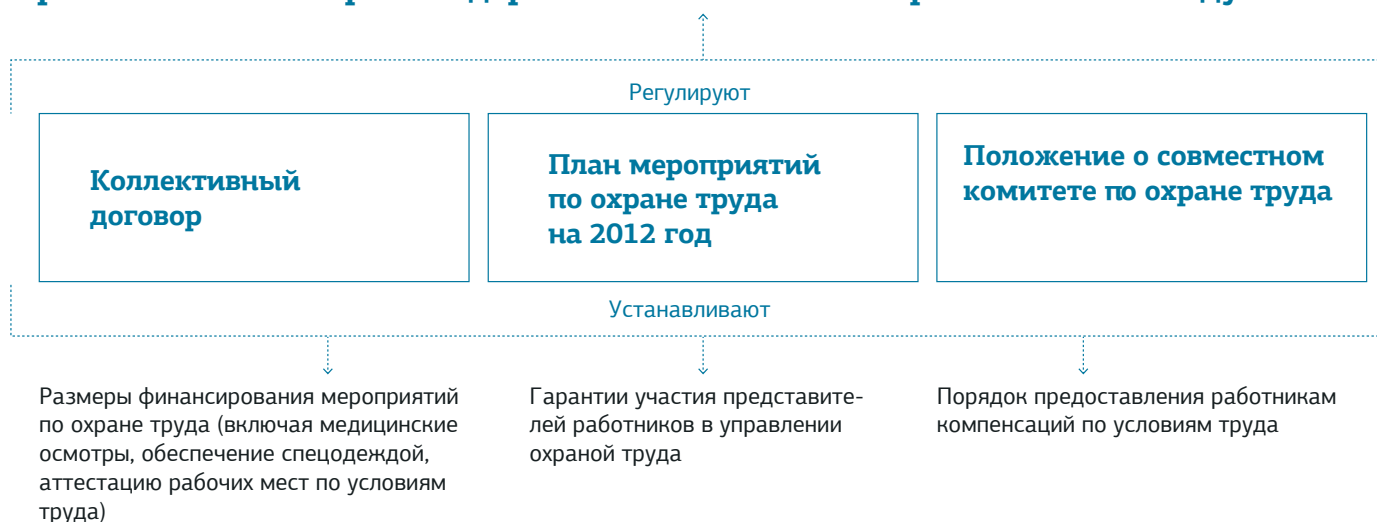 Регулируют
Коллективный
договор
План мероприятий
по охране труда
на 2012 год
Положение о совместном
комитете по охране труда
Устанавливают
Размеры финансирования мероприятий
по охране труда (включая медицинские
осмотры, обеспечение спецодеждой,
аттестацию рабочих мест по условиям
труда)
Гарантии участия представите-
лей работников в управлении
охраной труда
Порядок предоставления работникам
компенсаций по условиям труда